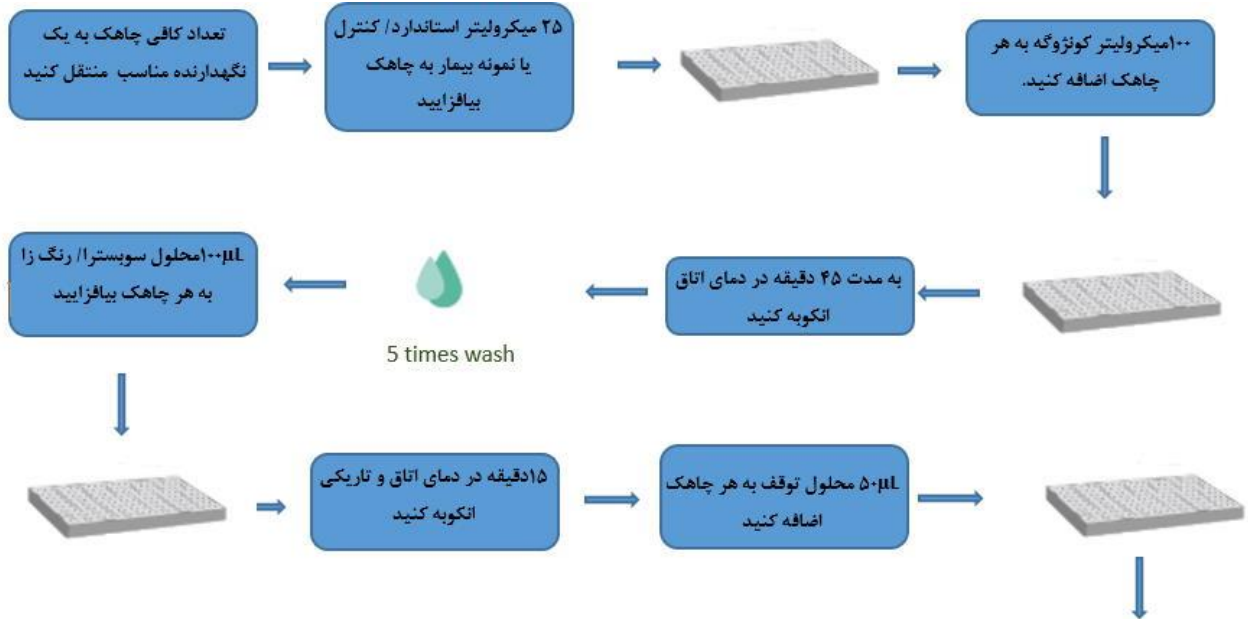 تعداد کافی چاهک به یک
نگهدارنده مناسب منتقل کنید
۲۵ میکرولیتر استاندارد/ کنترل
یا نمونه بیمار به چاهک
بیافزایید
۱۰۰میکرولیتر کونژوگه به هر
چاهک اضافه کنید.
به مدت ۴۵ دقیقه در دمای اتاق
انکوبه کنید
5 times wash
۱۰۰µLمحلول سوبسترا/ رنگ زا
به هر چاهک بیافزایید
۱۵دقیقه در دمای اتاق و تاریکی
انکوبه کنید
۵۰µL محلول توقف به هر چاهک
اضافه کنید